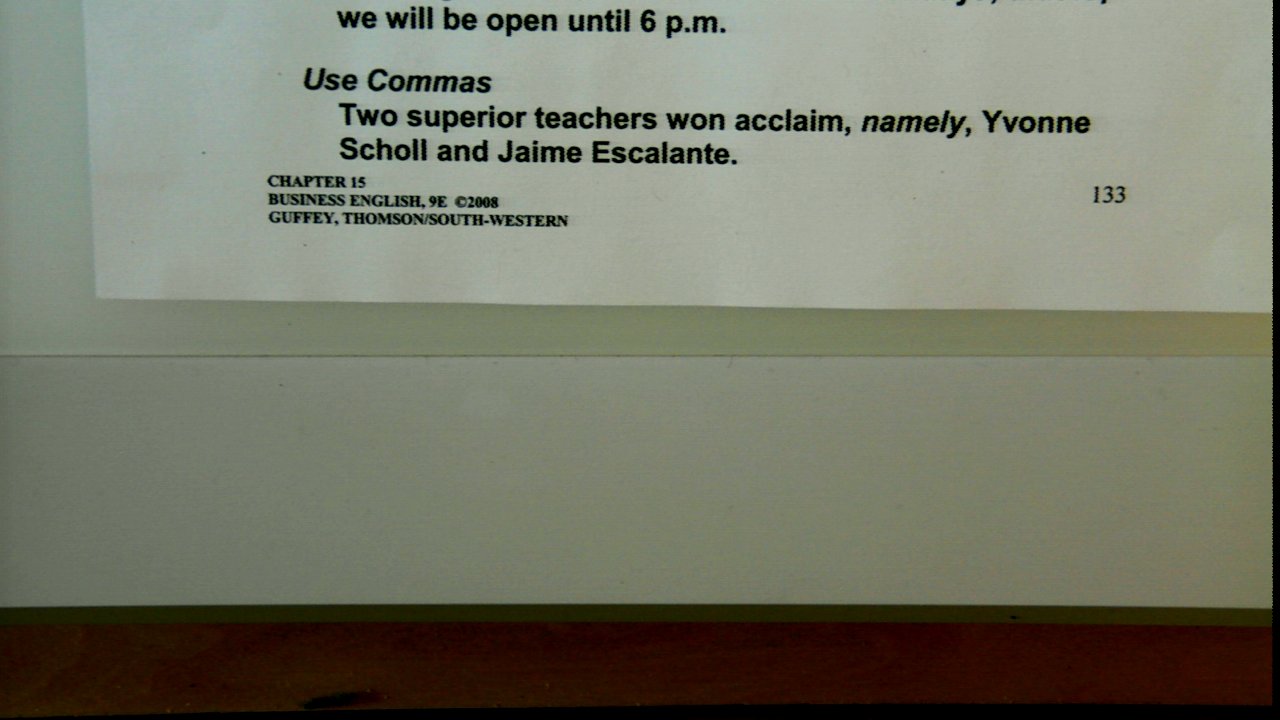 we will be open until 6 p.m.
Use Commas
Two superior teachers won acclaim, namely, Yvonne
Scholl and Jaime Escalante.
CHAPTER 15
BUSINESS ENGLISH, 9E ©2008
GUFFEY, THOMSON/SOUTH-WESTERN
133